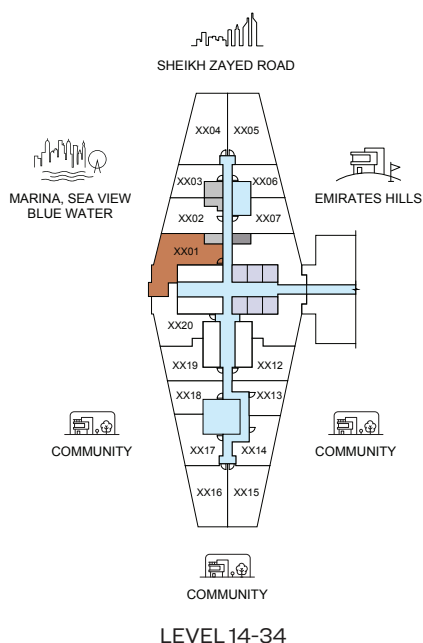 SHEIKH ZAYED ROAD
XX04
XX05
XX03
XX06
MARINA, SEA VIEW
BLUE WATER
EMIRATES HILLS
XX02
XX07
XX01
XX20
XX19
XX12
XX18
XX13
COMMUNITY
COMMUNITY
XX17
XX14
XX16
XX15
COMMUNITY
LEVEL 14-34